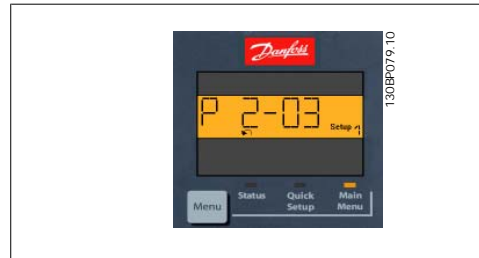 Danfoss
P 2-03
Setup 1
Status
Quick Setup
Main Menu
Menu
130BP079.10